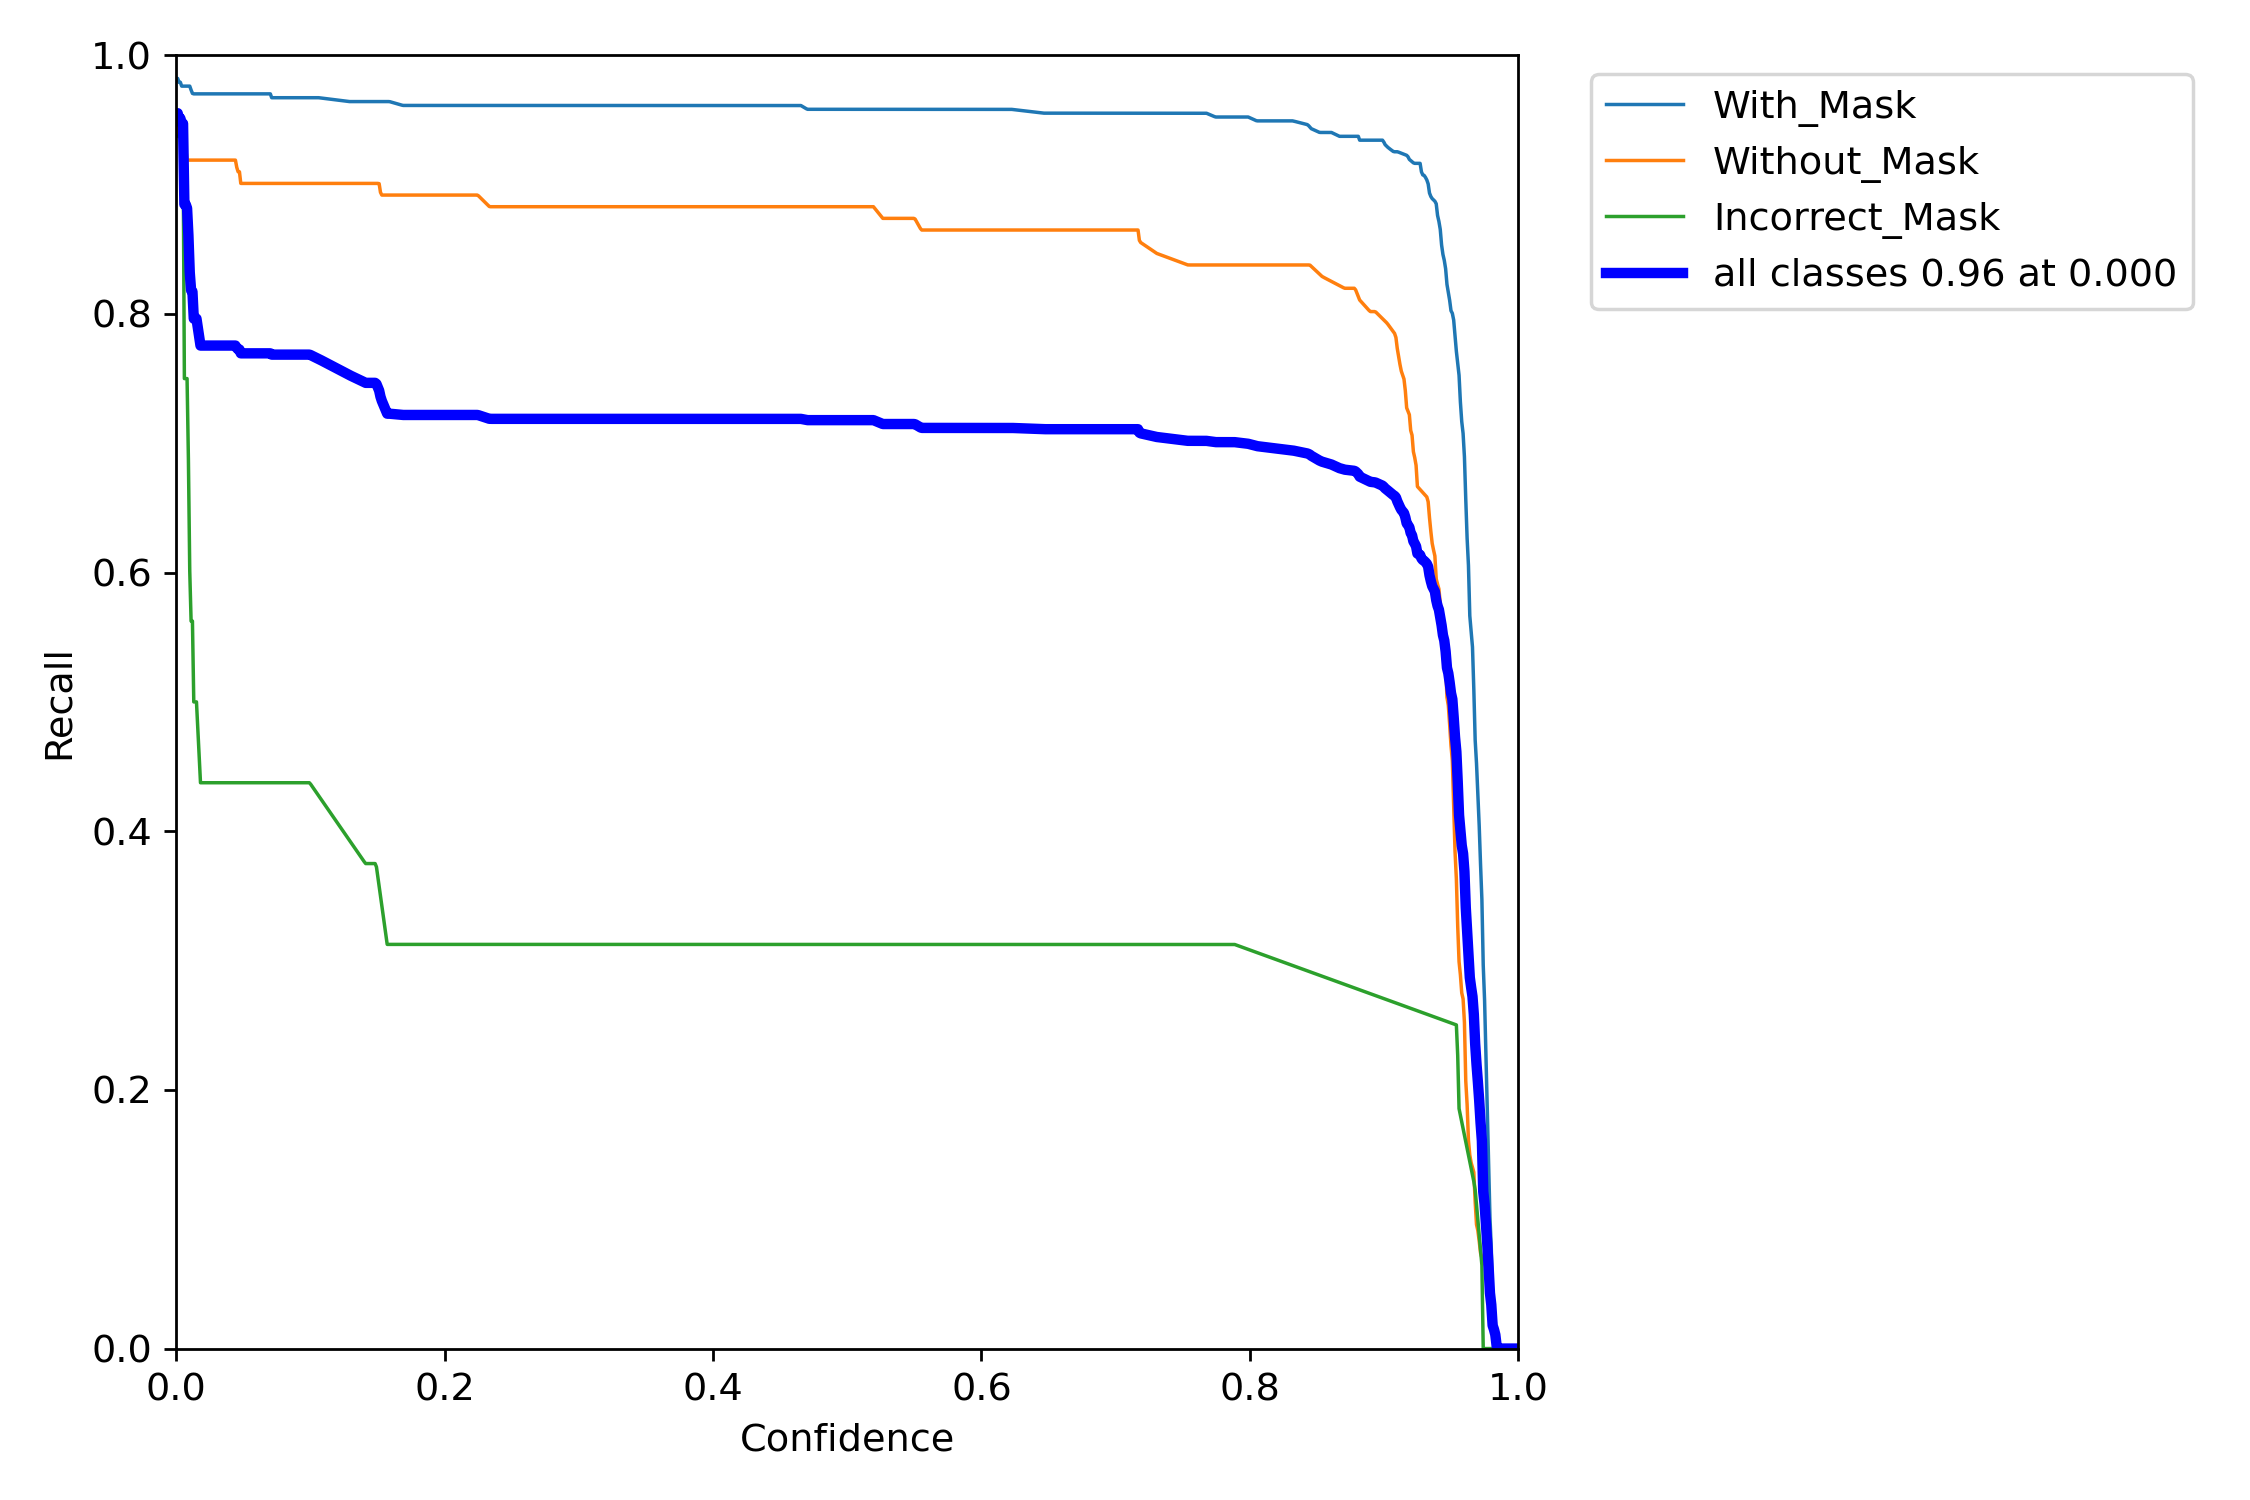 1.0
0.8
0.6
0.4
0.2
0.0
Recall
0.0 0.2 0.4 0.6 0.8 1.0
Confidence
With_Mask
Without_Mask
Incorrect_Mask
all classes 0.96 at 0.000